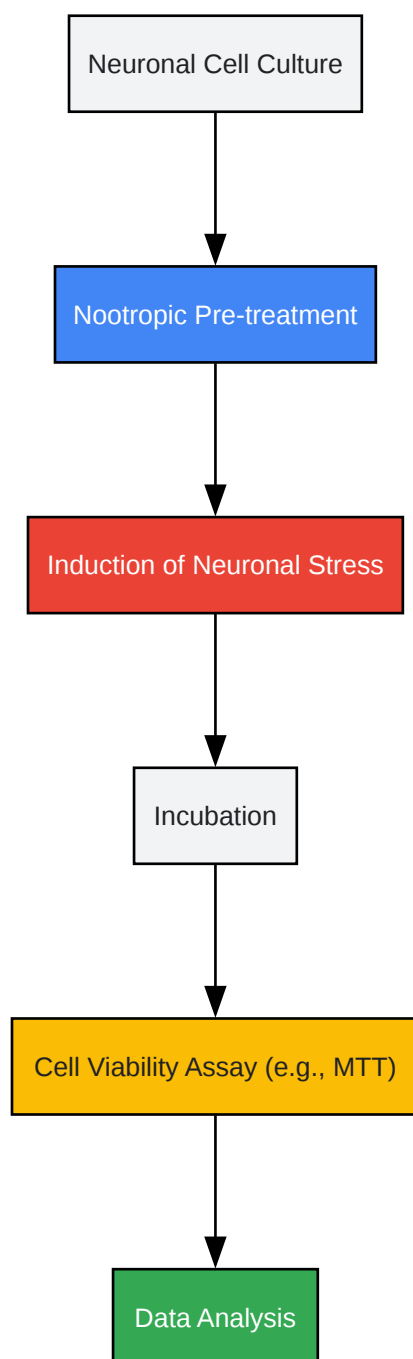 Neuronal Cell Culture
Nootropic Pre-treatment
Induction of Neuronal Stress
Incubation
Cell Viability Assay (e.g., MTT)
Data Analysis